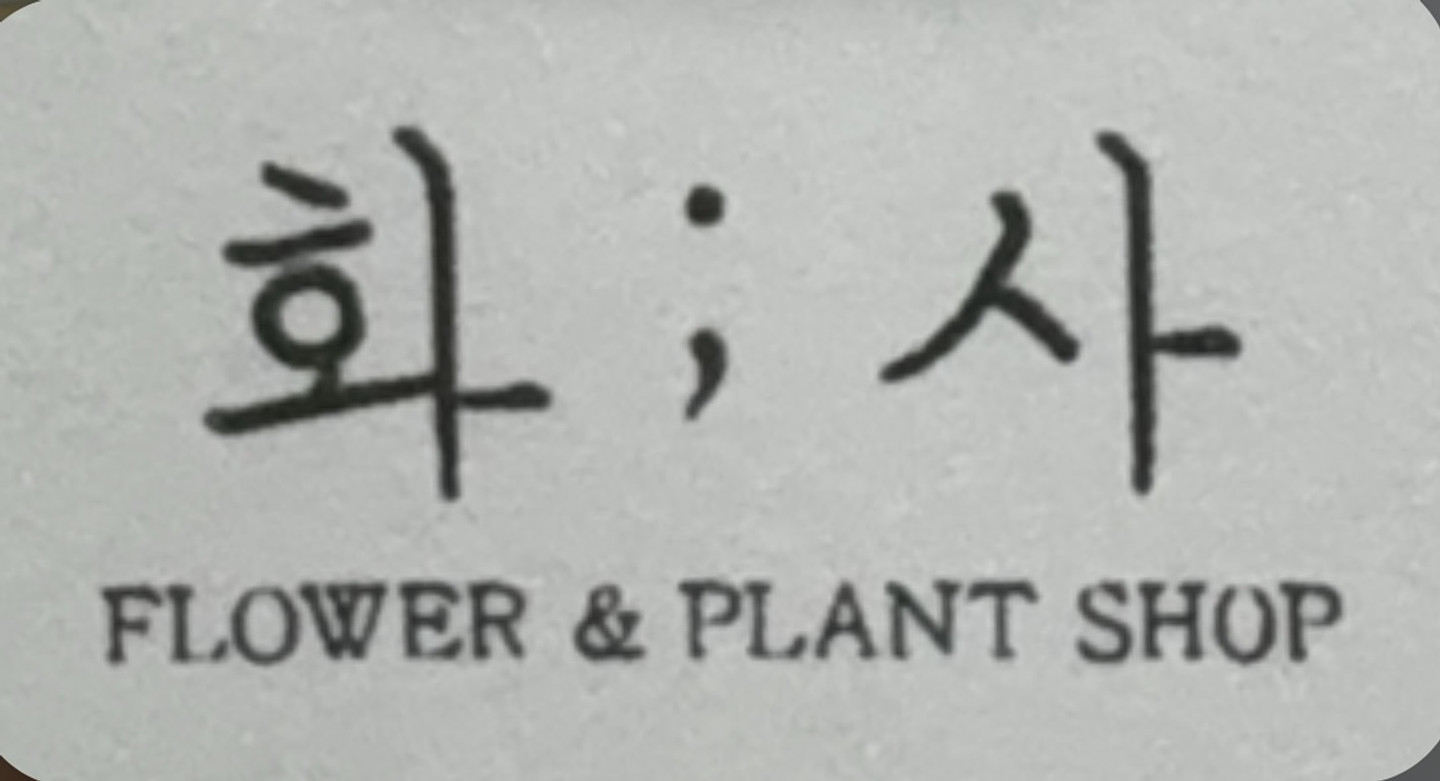 화 ; 사
FLOWER & PLANT SHOP